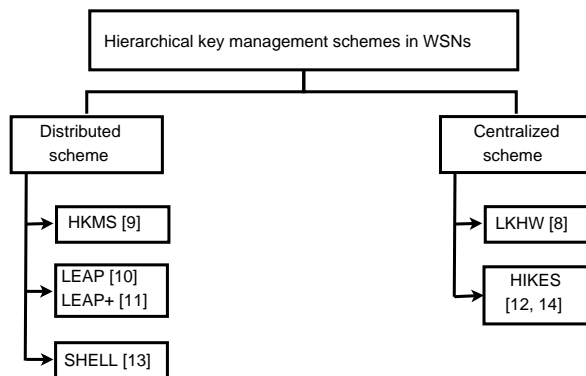 Hierarchical key management schemes in WSNs
Distributed
scheme
HKMS [9]
LEAP [10]
LEAP+ [11]
SHELL [13]
Centralized
scheme
LKHW [8]
HIKES
[12, 14]